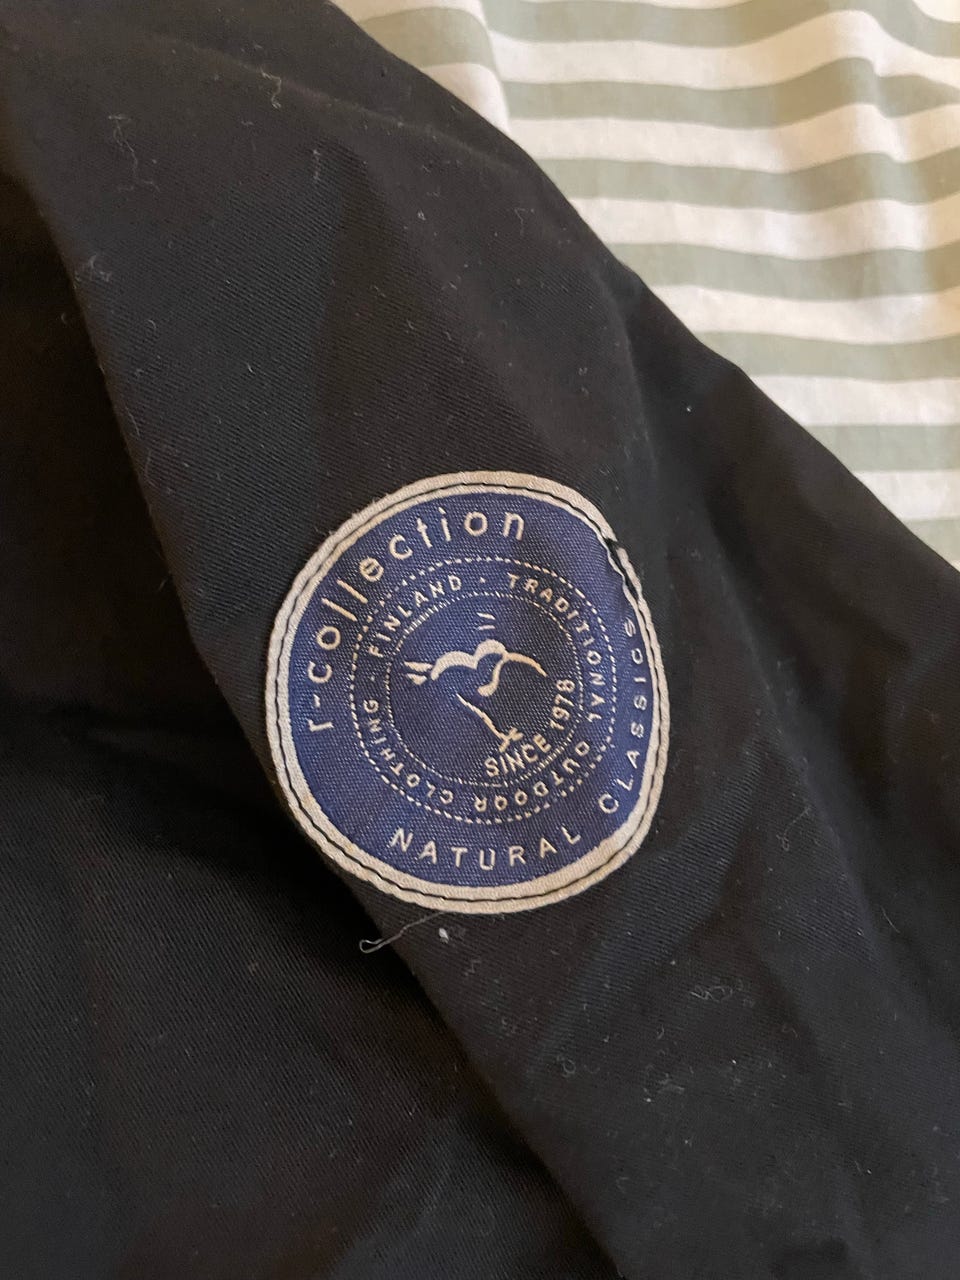 r-collection
FINLAND · TRADITIONAL OUTDOOR CLOTHING ·
SINCE 1978
NATURAL CLASSICS